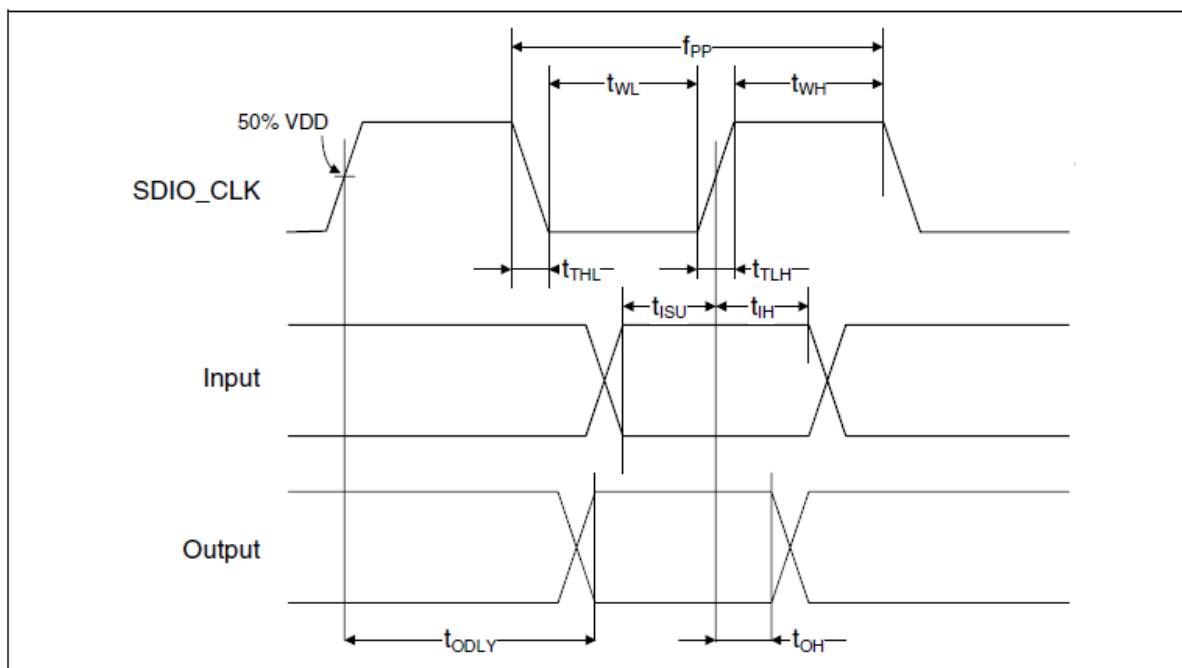 fPP
tWL
tWH
50% VDD
SDIO_CLK
tTHL
tTLH
tISU
tIH
Input
Output
tODLY
tOH